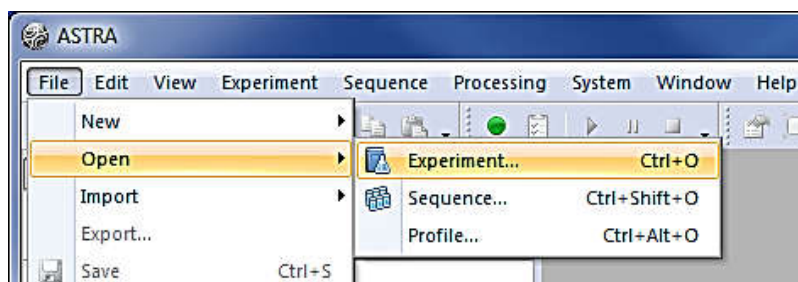 ASTRA
File Edit View Experiment Sequence Processing System Window Help
New
Open
Experiment... Ctrl+O
Import
Sequence... Ctrl+Shift+O
Export...
Profile... Ctrl+Alt+O
Save Ctrl+S